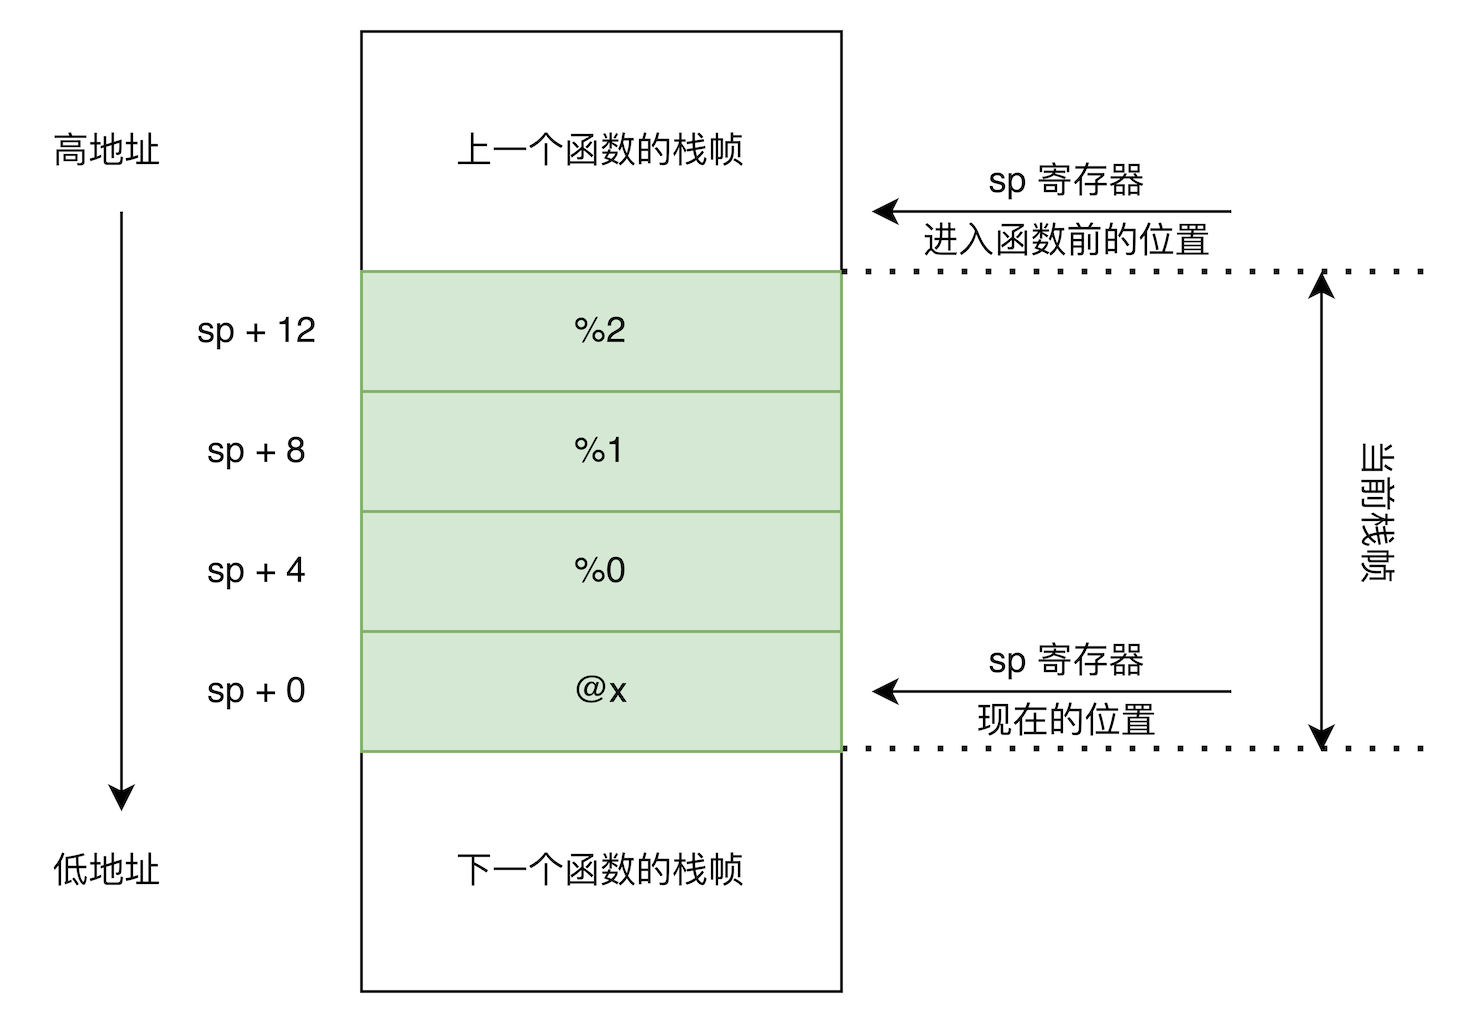 高地址
上一个函数的栈帧
sp 寄存器
进入函数前的位置
sp + 12
%2
sp + 8
%1
当前栈帧
sp + 4
%0
sp 寄存器
现在的位置
sp + 0
@x
低地址
下一个函数的栈帧